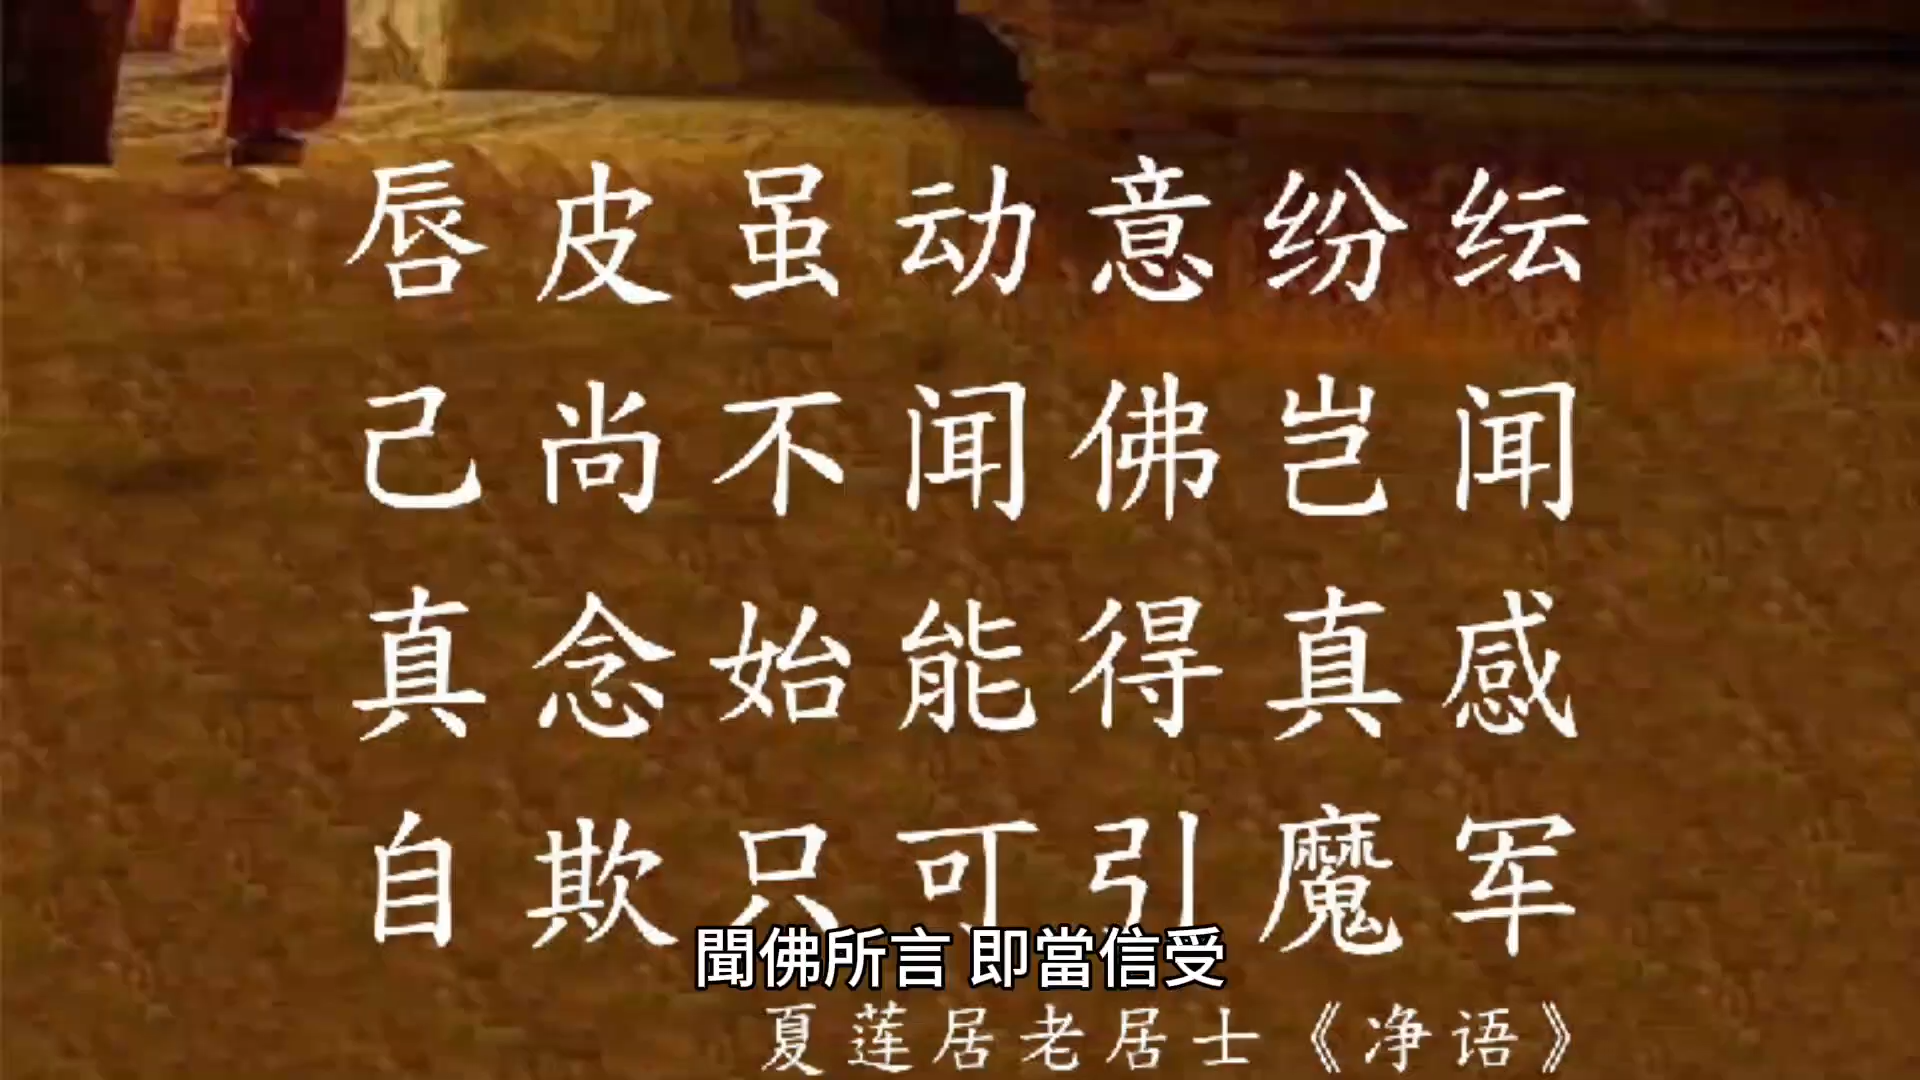 唇皮虽动意纷纭
己尚不闻佛岂闻
真念始能得真感
自欺只可引魔军
聞佛所言 即當信受
夏莲居老居士《净语》